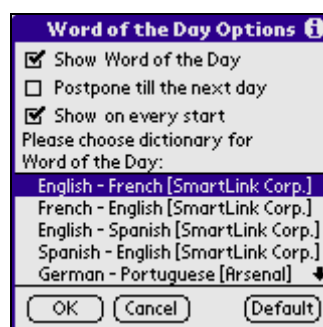 Word of the Day Options
Show Word of the Day
Postpone till the next day
Show on every start
Please choose dictionary for
Word of the Day:
English - French [SmartLink Corp.]
French - English [SmartLink Corp.]
English - Spanish [SmartLink Corp.]
Spanish - English [SmartLink Corp.]
German - Portuguese [Arsenal]
OK Cancel Default